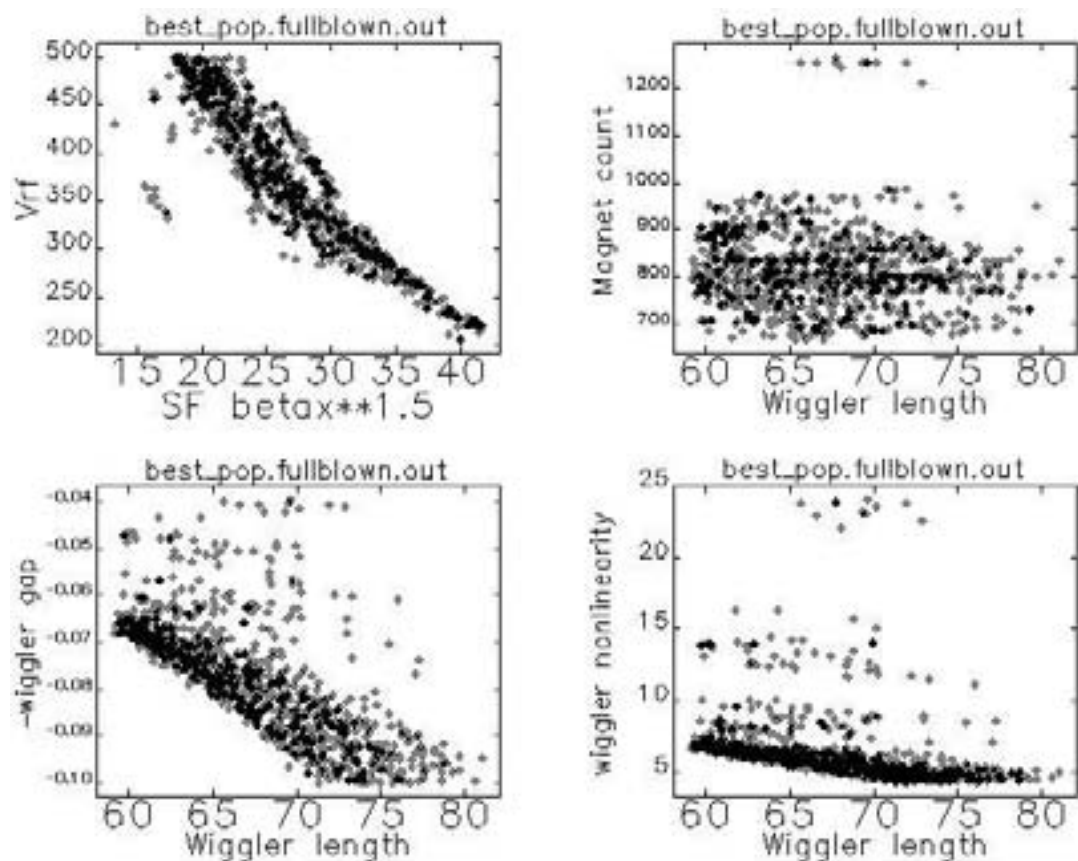 best_pop.fullblown.out
500
450
400
350
300
250
200
Vrf
15 20 25 30 35 40
SF betax**1.5
best_pop.fullblown.out
1200
1100
1000
900
800
700
Magnet count
60 65 70 75 80
Wiggler length
best_pop.fullblown.out
-0.04
-0.05
-0.06
-0.07
-0.08
-0.09
-0.10
-wiggler gap
60 65 70 75 80
Wiggler length
best_pop.fullblown.out
25
20
15
10
5
wiggler nonlinearity
60 65 70 75 80
Wiggler length